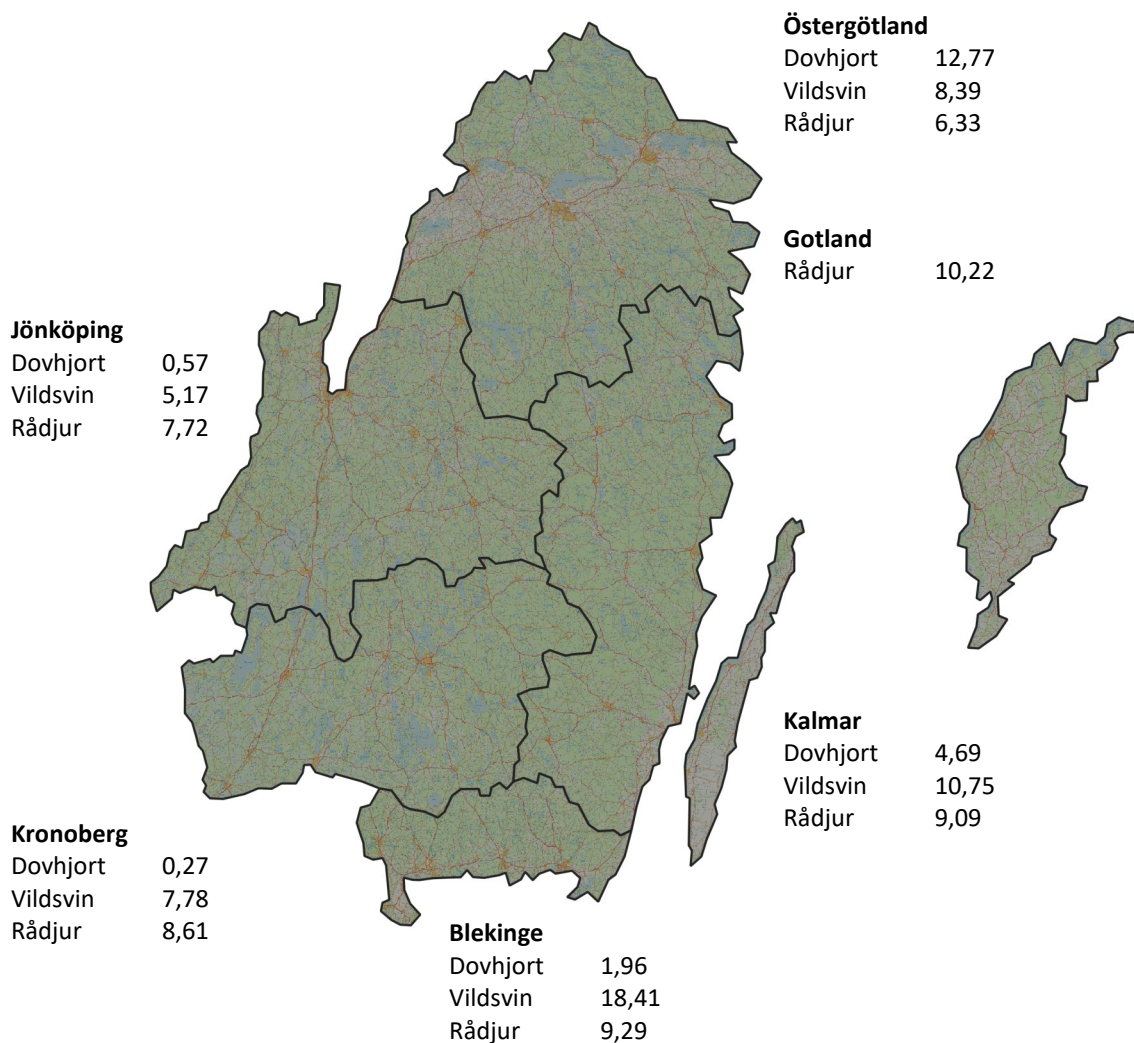 Östergötland
Dovhjort 12,77
Vildsvin 8,39
Rådjur 6,33
Gotland
Rådjur 10,22
Jönköping
Dovhjort 0,57
Vildsvin 5,17
Rådjur 7,72
Kalmar
Dovhjort 4,69
Vildsvin 10,75
Rådjur 9,09
Kronoberg
Dovhjort 0,27
Vildsvin 7,78
Rådjur 8,61
Blekinge
Dovhjort 1,96
Vildsvin 18,41
Rådjur 9,29